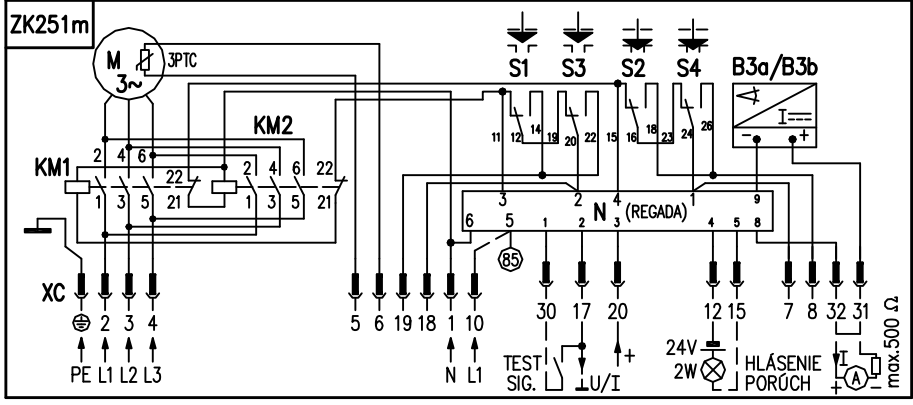 ZK251m
M
3~
3PTC
S1 S3 S2 S4 B3a/B3b
I
- +
KM2
11 12 14 19 20 22 15 16 18 23 24 26
KM1
2 4 6 22 2 4 6 22
1 3 5 21 1 3 5 21
3 2 4 1 9
N (REGADA)
6 5 1 2 3 4 5 8
85
XC
2 3 4 5 6 19 18 1 10 30 17 20 12 15 7 8 32 31
PE L1 L2 L3 N L1
TEST
SIG.
U/I
+
24V
2W
HLÁSENIE
PORÚCH
I
A
+ -
max.500 Ω